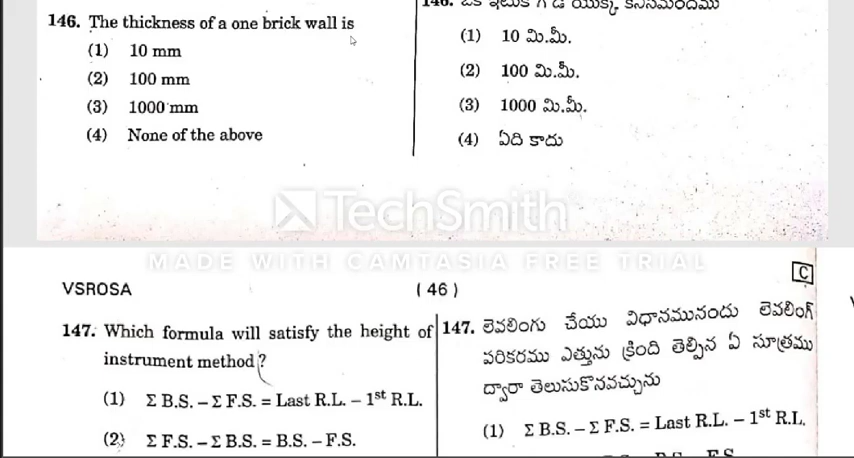 146. The thickness of a one brick wall is
(1) 10 mm
(2) 100 mm
(3) 1000 mm
(4) None of the above
146.
(1) 10 మి.మీ.
(2) 100 మి.మీ.
(3) 1000 మి.మీ.
(4) ఏది కాదు
TechSmith
MADE WITH CAMTASIA FREE TRIAL
C
VSROSA
( 46 )
147. Which formula will satisfy the height of
instrument method ?
(1) Σ B.S. – Σ F.S. = Last R.L. – 1st R.L.
(2) Σ F.S. – Σ B.S. = B.S. – F.S.
147. లెవలింగు చేయు విధానమునందు లెవలింగ్
పరికరము ఎత్తును క్రింది తెల్పిన ఏ సూత్రము
ద్వారా తెలుసుకొనవచ్చును
(1) Σ B.S. – Σ F.S. = Last R.L. – 1st R.L.